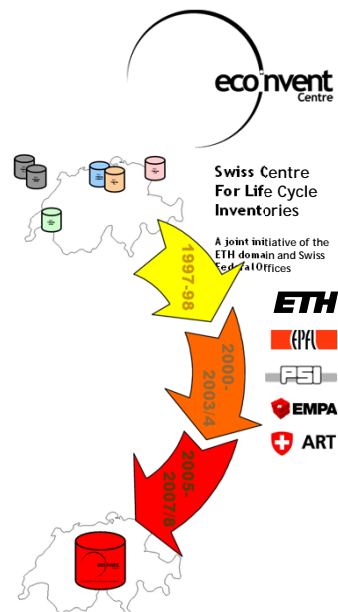 ecoinvent
Centre
Swiss Centre
For Life Cycle
Inventories
A joint initiative of the
ETH domain and Swiss
Federal Offices
1997-98
ETH
EPFL
2000-
2003/4
PSI
EMPA
ART
2005-
2007/8
ecoinvent